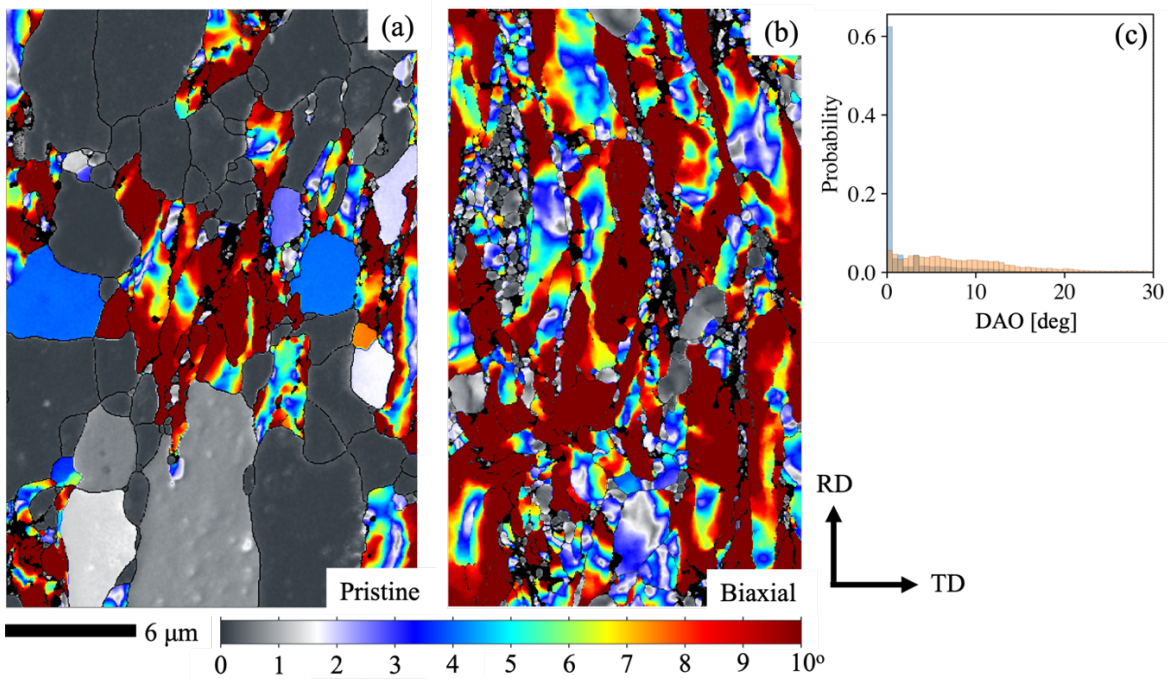 (a)
(b)
(c)
0.6
0.4
0.2
0.0
Probability
0 10 20 30
DAO [deg]
RD
TD
Pristine
Biaxial
6 μm
0 1 2 3 4 5 6 7 8 9 10º